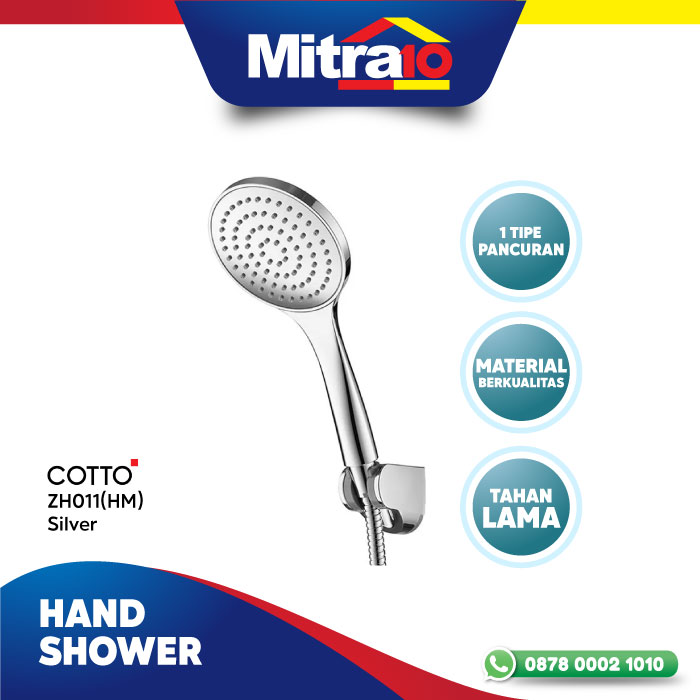 Mitra10
1 TIPE
PANCURAN
MATERIAL
BERKUALITAS
COTTO
ZH011(HM)
Silver
TAHAN
LAMA
HAND
SHOWER
0878 0002 1010